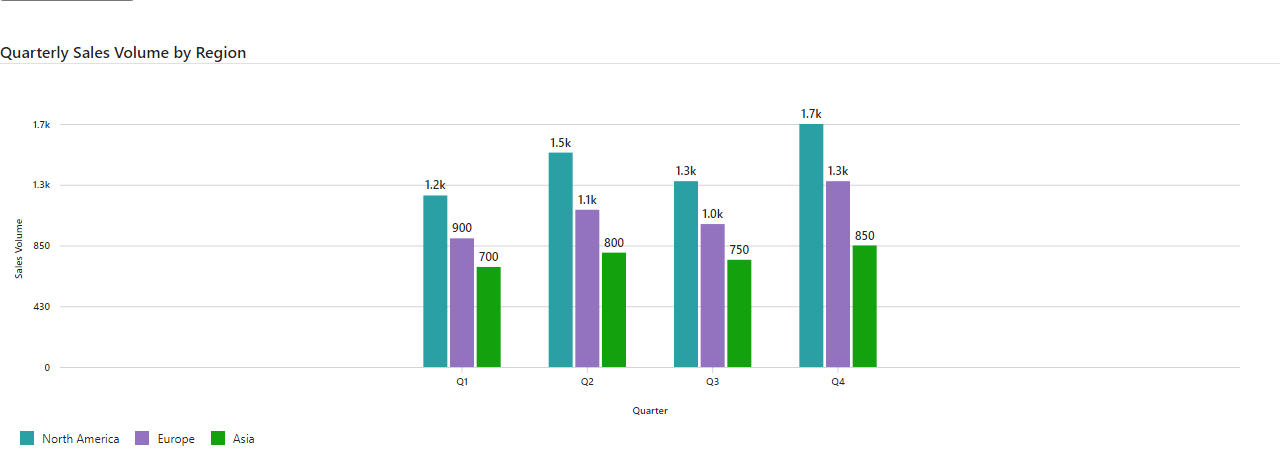 Quarterly Sales Volume by Region
1.7k
1.3k
850
430
0
Sales Volume
1.2k
900
700
1.5k
1.1k
800
1.3k
1.0k
750
1.7k
1.3k
850
Q1
Q2
Q3
Q4
Quarter
North America
Europe
Asia